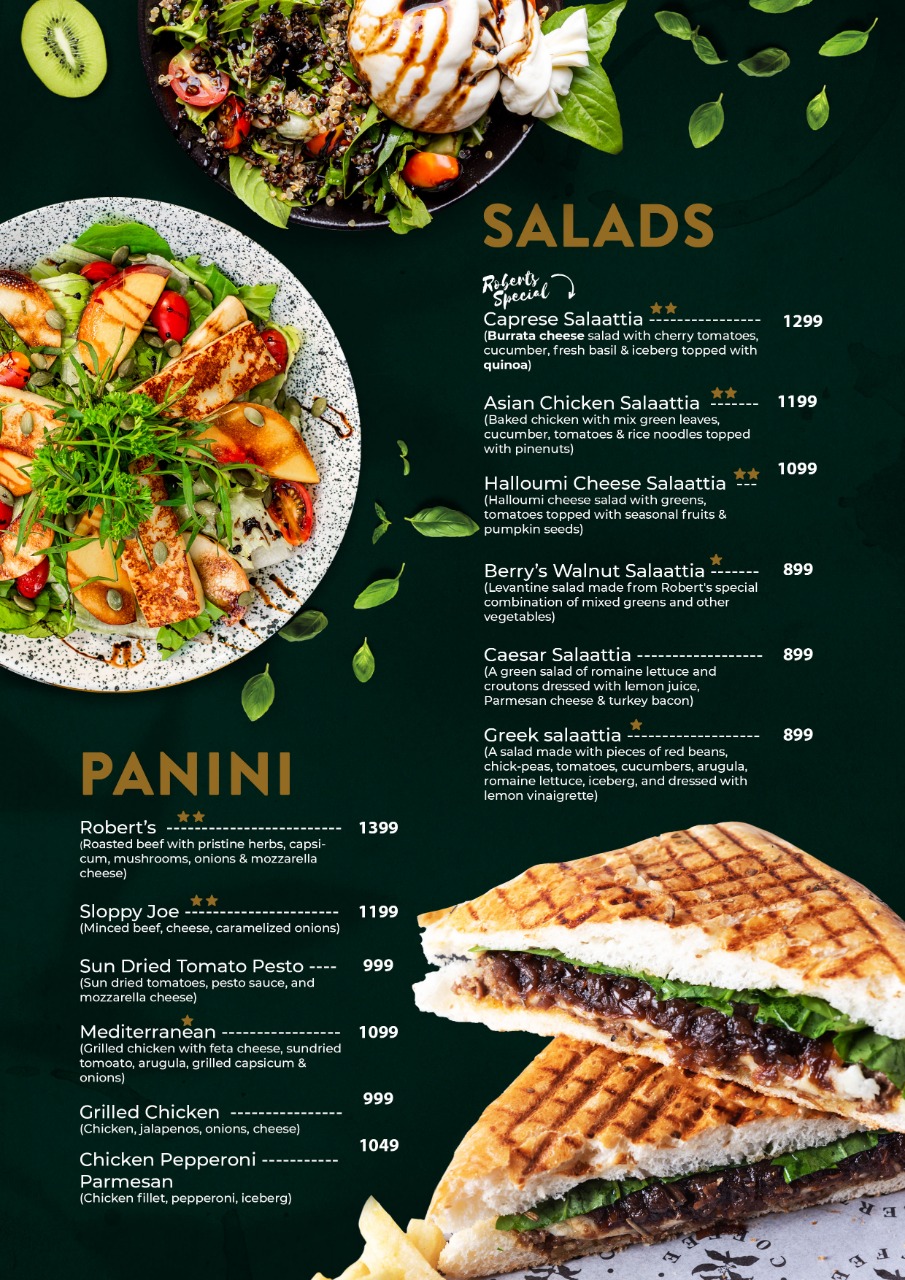 SALADS
Roberts
Special
Caprese Salaattia ----------------- 1299
(Burrata cheese salad with cherry tomatoes,
cucumber, fresh basil & iceberg topped with
quinoa)
Asian Chicken Salaattia ------- 1199
(Baked chicken with mix green leaves,
cucumber, tomatoes & rice noodles topped
with pinenuts)
Halloumi Cheese Salaattia --- 1099
(Halloumi cheese salad with greens,
tomatoes topped with seasonal fruits &
pumpkin seeds)
Berry's Walnut Salaattia ------- 899
(Levantine salad made from Robert's special
combination of mixed greens and other
vegetables)
Caesar Salaattia ------------------ 899
(A green salad of romaine lettuce and
croutons dressed with lemon juice,
Parmesan cheese & turkey bacon)
Greek salaattia ------------------- 899
(A salad made with pieces of red beans,
chick-peas, tomatoes, cucumbers, arugula,
romaine lettuce, iceberg, and dressed with
lemon vinaigrette)
PANINI
Robert's ------------------------- 1399
(Roasted beef with pristine herbs, capsi-
cum, mushrooms, onions & mozzarella
cheese)
Sloppy Joe ---------------------- 1199
(Minced beef, cheese, caramelized onions)
Sun Dried Tomato Pesto ---- 999
(Sun dried tomatoes, pesto sauce, and
mozzarella cheese)
Mediterranean ----------------- 1099
(Grilled chicken with feta cheese, sundried
tomoato, arugula, grilled capsicum &
onions)
Grilled Chicken ---------------- 999
(Chicken, jalapenos, onions, cheese)
Chicken Pepperoni ----------- 1049
Parmesan
(Chicken fillet, pepperoni, iceberg)
COFFEE